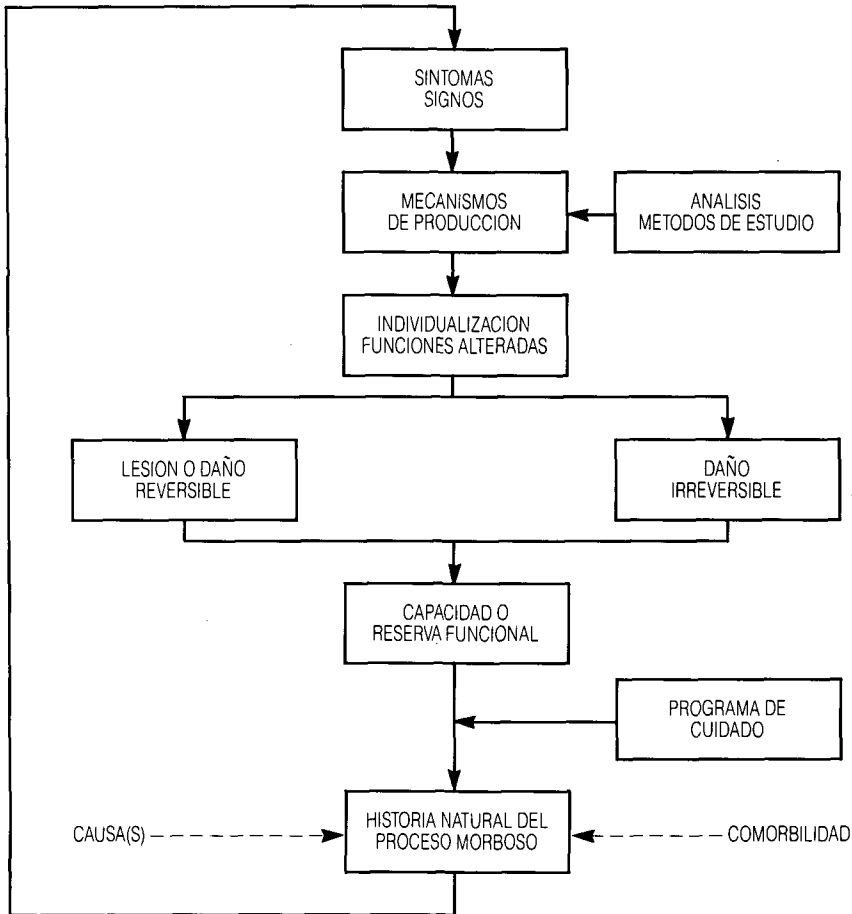 SINTOMAS
SIGNOS
MECANISMOS
DE PRODUCCION
ANALISIS
METODOS DE ESTUDIO
INDIVIDUALIZACION
FUNCIONES ALTERADAS
LESION O DAÑO
REVERSIBLE
DAÑO
IRREVERSIBLE
CAPACIDAD O
RESERVA FUNCIONAL
PROGRAMA DE
CUIDADO
CAUSA(S)
HISTORIA NATURAL DEL
PROCESO MORBOSO
COMORBILIDAD